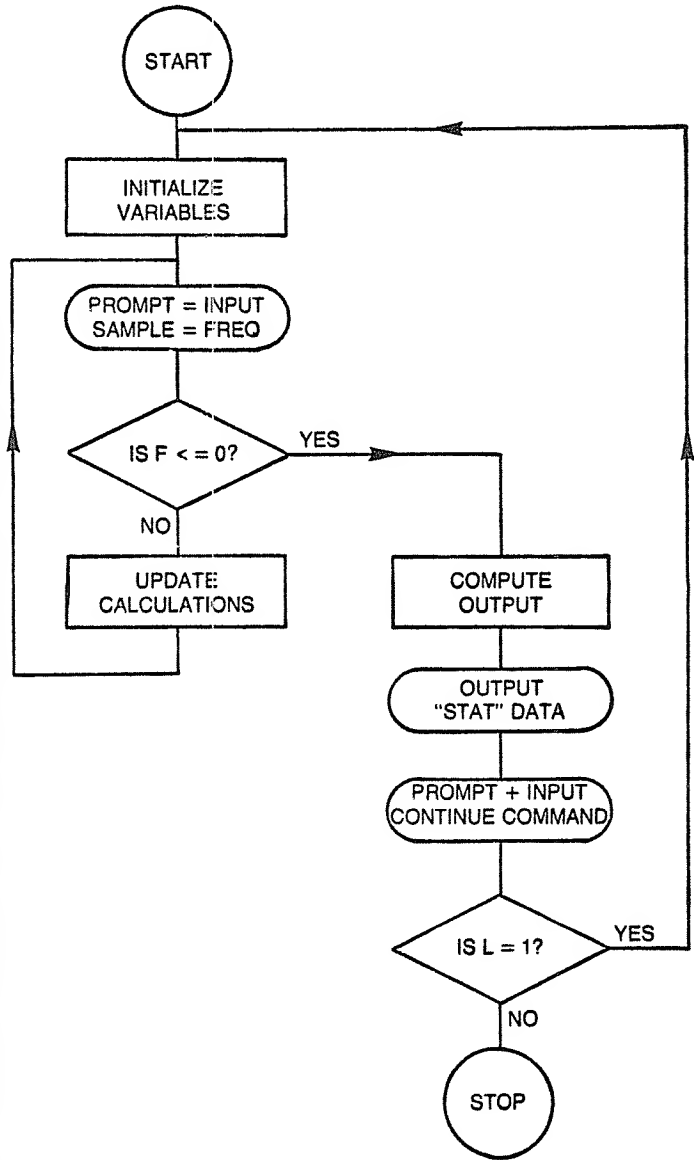 START
INITIALIZE
VARIABLES
PROMPT = INPUT
SAMPLE = FREQ
IS F < = 0?
YES
NO
UPDATE
CALCULATIONS
COMPUTE
OUTPUT
OUTPUT
“STAT” DATA
PROMPT + INPUT
CONTINUE COMMAND
IS L = 1?
YES
NO
STOP